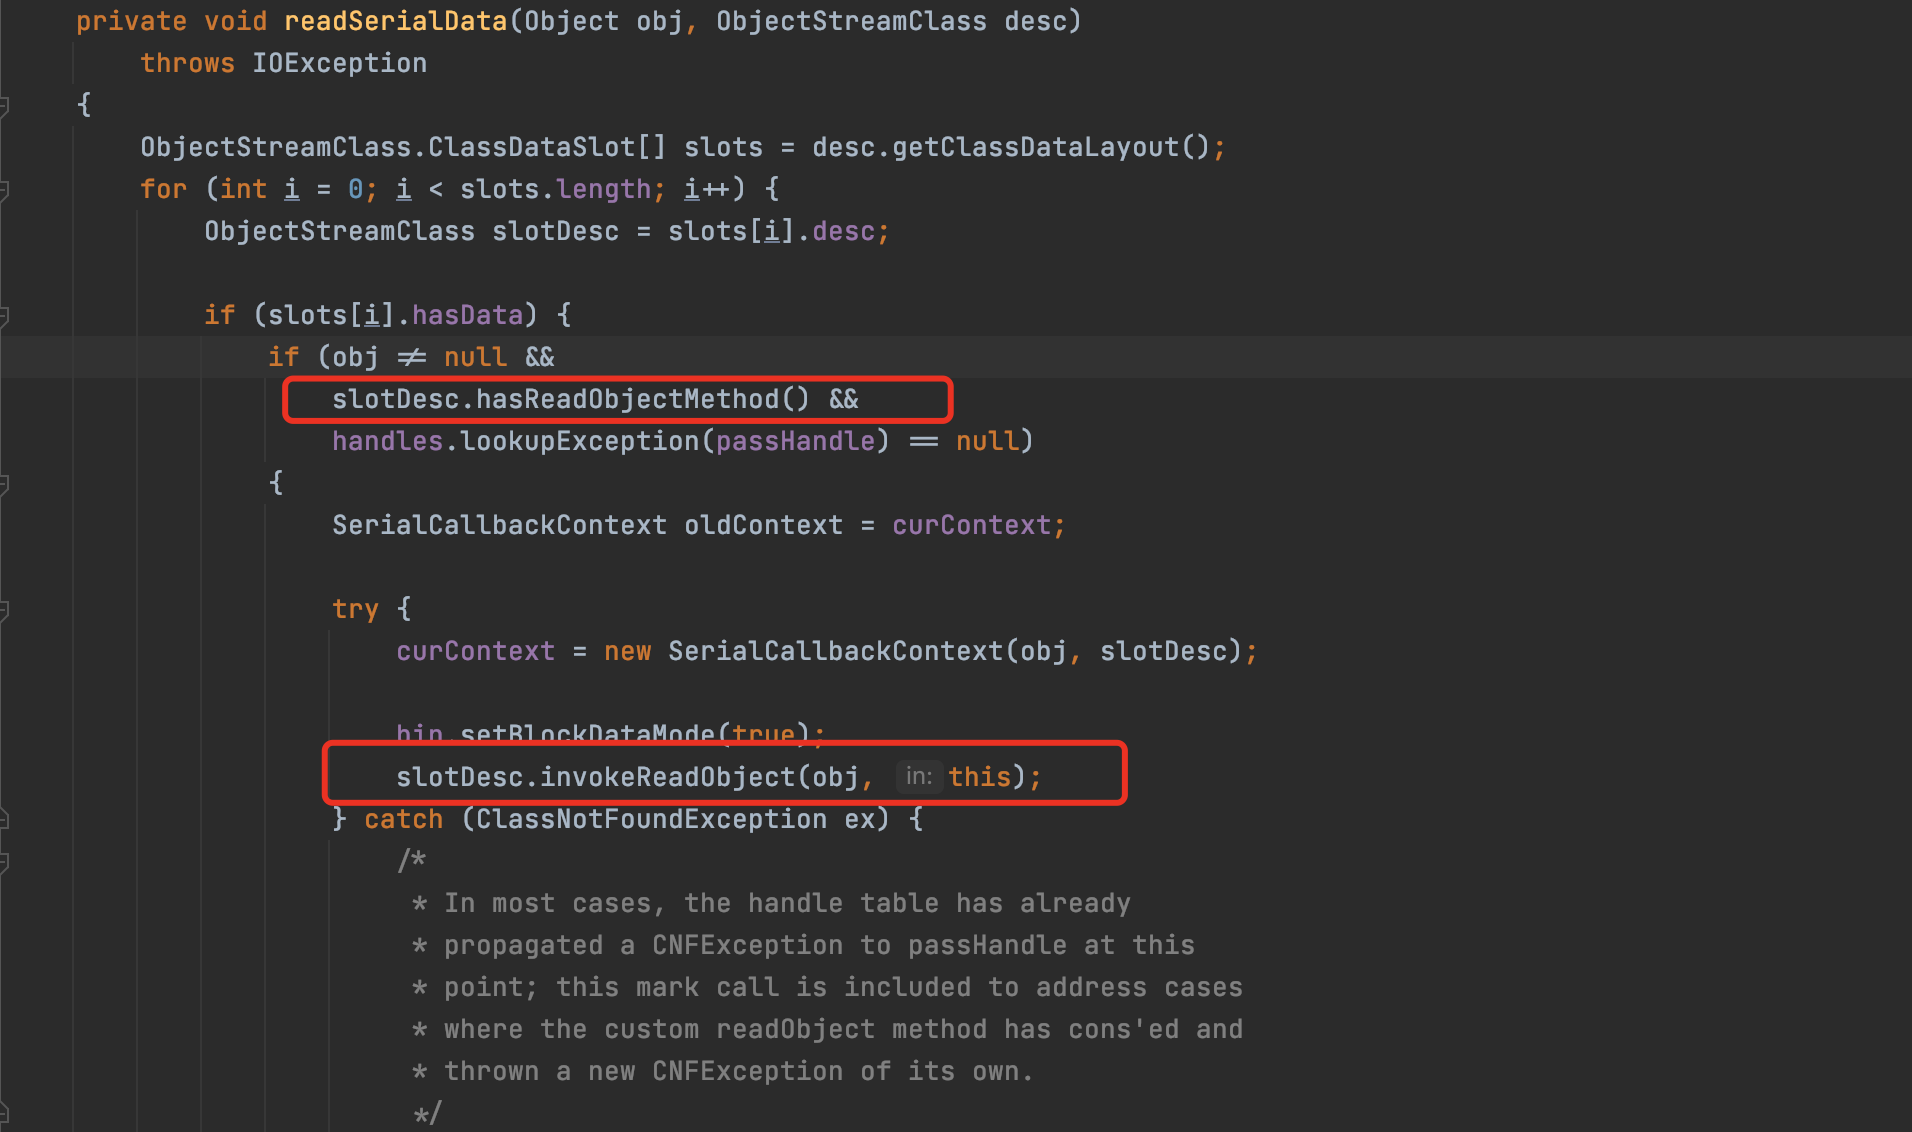 private void readSerialData(Object obj, ObjectStreamClass desc)
    throws IOException
{
    ObjectStreamClass.ClassDataSlot[] slots = desc.getClassDataLayout();
    for (int i = 0; i < slots.length; i++) {
        ObjectStreamClass slotDesc = slots[i].desc;
        if (slots[i].hasData) {
            if (obj != null &&
                slotDesc.hasReadObjectMethod() &&
                handles.lookupException(passHandle) == null)
            {
                SerialCallbackContext oldContext = curContext;
                try {
                    curContext = new SerialCallbackContext(obj, slotDesc);
                    bin.setBlockDataMode(true);
                    slotDesc.invokeReadObject(obj, in: this);
                } catch (ClassNotFoundException ex) {
                    /*
                     * In most cases, the handle table has already
                     * propagated a CNFException to passHandle at this
                     * point; this mark call is included to address cases
                     * where the custom readObject method has cons'ed and
                     * thrown a new CNFException of its own.
                     */